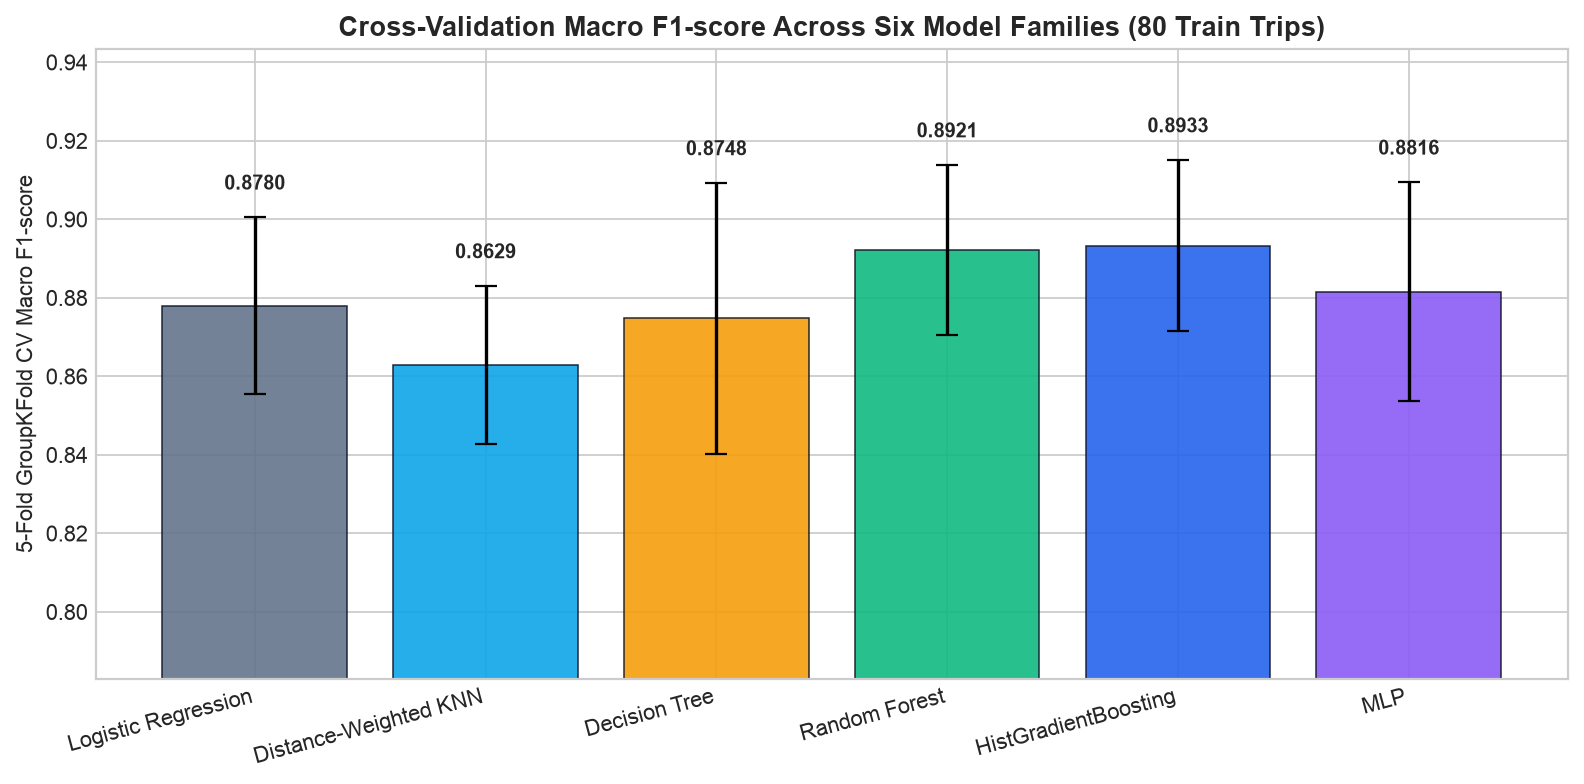 Cross-Validation Macro F1-score Across Six Model Families (80 Train Trips)
5-Fold GroupKFold CV Macro F1-score
0.94
0.92
0.90
0.88
0.86
0.84
0.82
0.80
0.8780
0.8629
0.8748
0.8921
0.8933
0.8816
Logistic Regression
Distance-Weighted KNN
Decision Tree
Random Forest
HistGradientBoosting
MLP